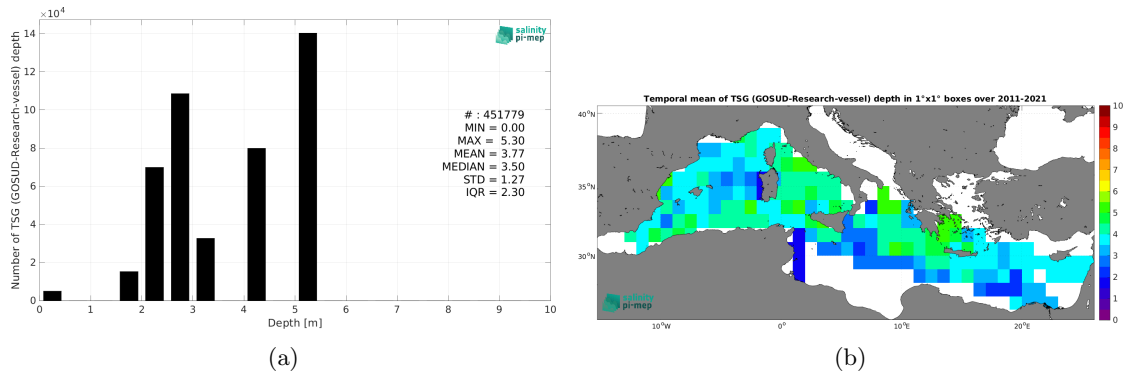 ×10⁴
14
12
10
8
6
4
2
0
Number of TSG (GOSUD-Research-vessel) depth
salinity
pi-mep
# : 451779
MIN = 0.00
MAX = 5.30
MEAN = 3.77
MEDIAN = 3.50
STD = 1.27
IQR = 2.30
0 1 2 3 4 5 6 7 8 9 10
Depth [m]
(a)
Temporal mean of TSG (GOSUD-Research-vessel) depth in 1°x1° boxes over 2011-2021
40°N
35°N
30°N
10°W 0° 10°E 20°E
salinity
pi-mep
10
9
8
7
6
5
4
3
2
1
0
(b)